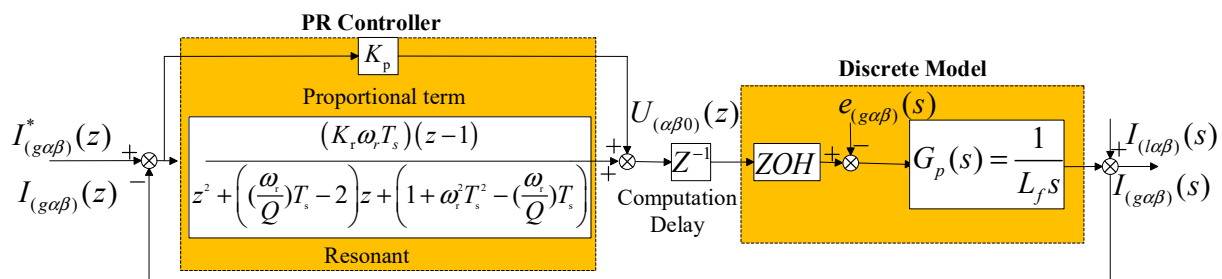 PR Controller
K_p
Proportional term
I^*_{(gαβ)}(z)
+
−
I_{(gαβ)}(z)
(K_r ω_r T_s)(z−1)
z^2 + ((ω_r/Q)T_s − 2)z + (1 + ω_r^2 T_s^2 − (ω_r/Q)T_s)
Resonant
+
+
U_{(αβ0)}(z)
Z^{-1}
Computation
Delay
Discrete Model
e_{(gαβ)}(s)
ZOH
+
−
G_p(s) = 1/(L_f s)
+
I_{(lαβ)}(s)
I_{(gαβ)}(s)